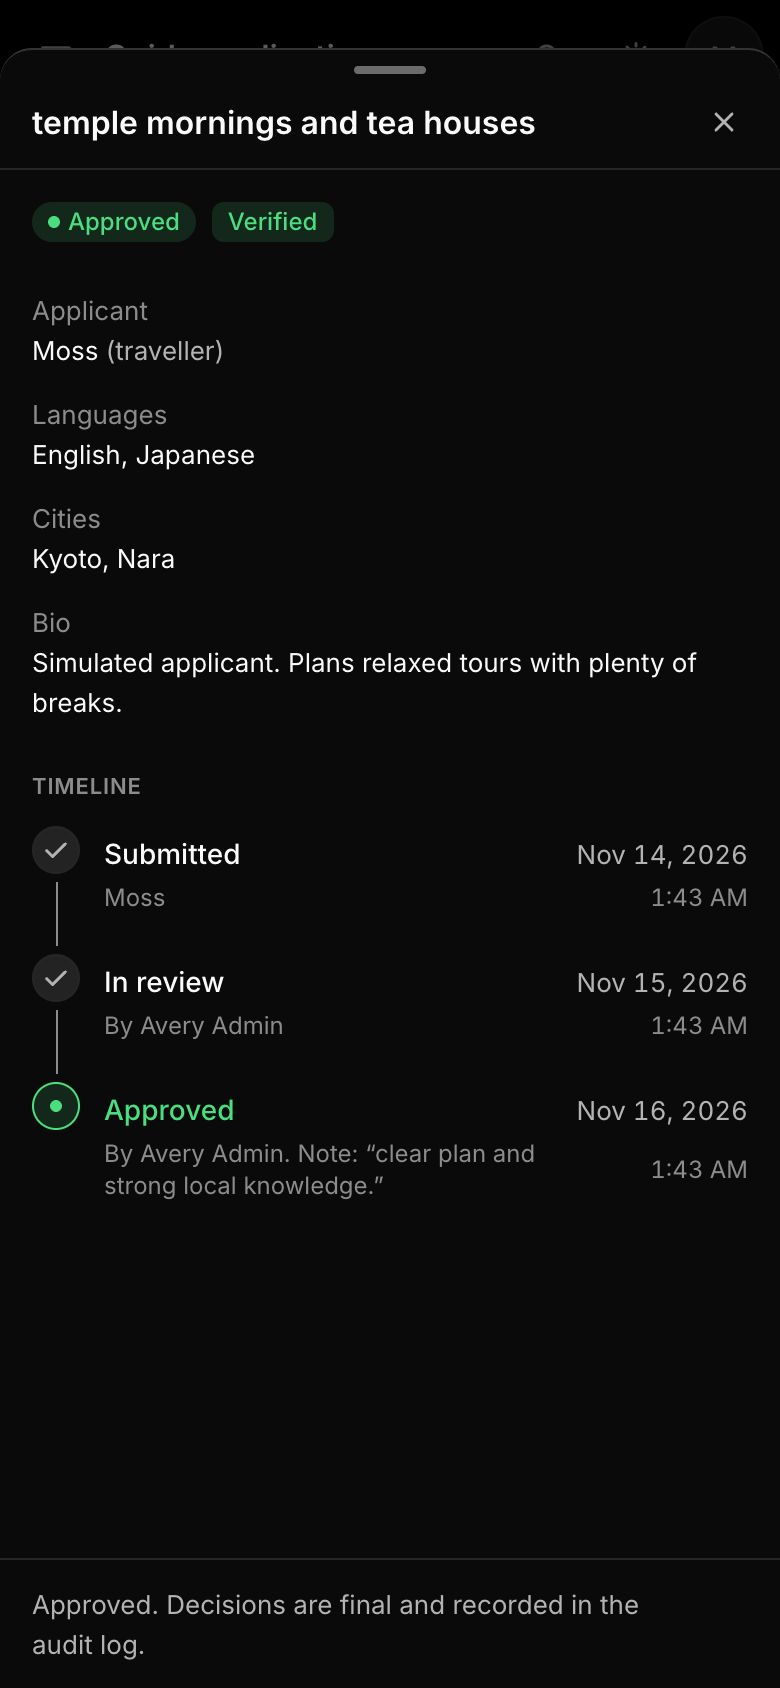 temple mornings and tea houses
Approved
Verified
Applicant
Moss (traveller)
Languages
English, Japanese
Cities
Kyoto, Nara
Bio
Simulated applicant. Plans relaxed tours with plenty of
breaks.
TIMELINE
Submitted Nov 14, 2026
Moss 1:43 AM
In review Nov 15, 2026
By Avery Admin 1:43 AM
Approved Nov 16, 2026
By Avery Admin. Note: “clear plan and
strong local knowledge.” 1:43 AM
Approved. Decisions are final and recorded in the
audit log.